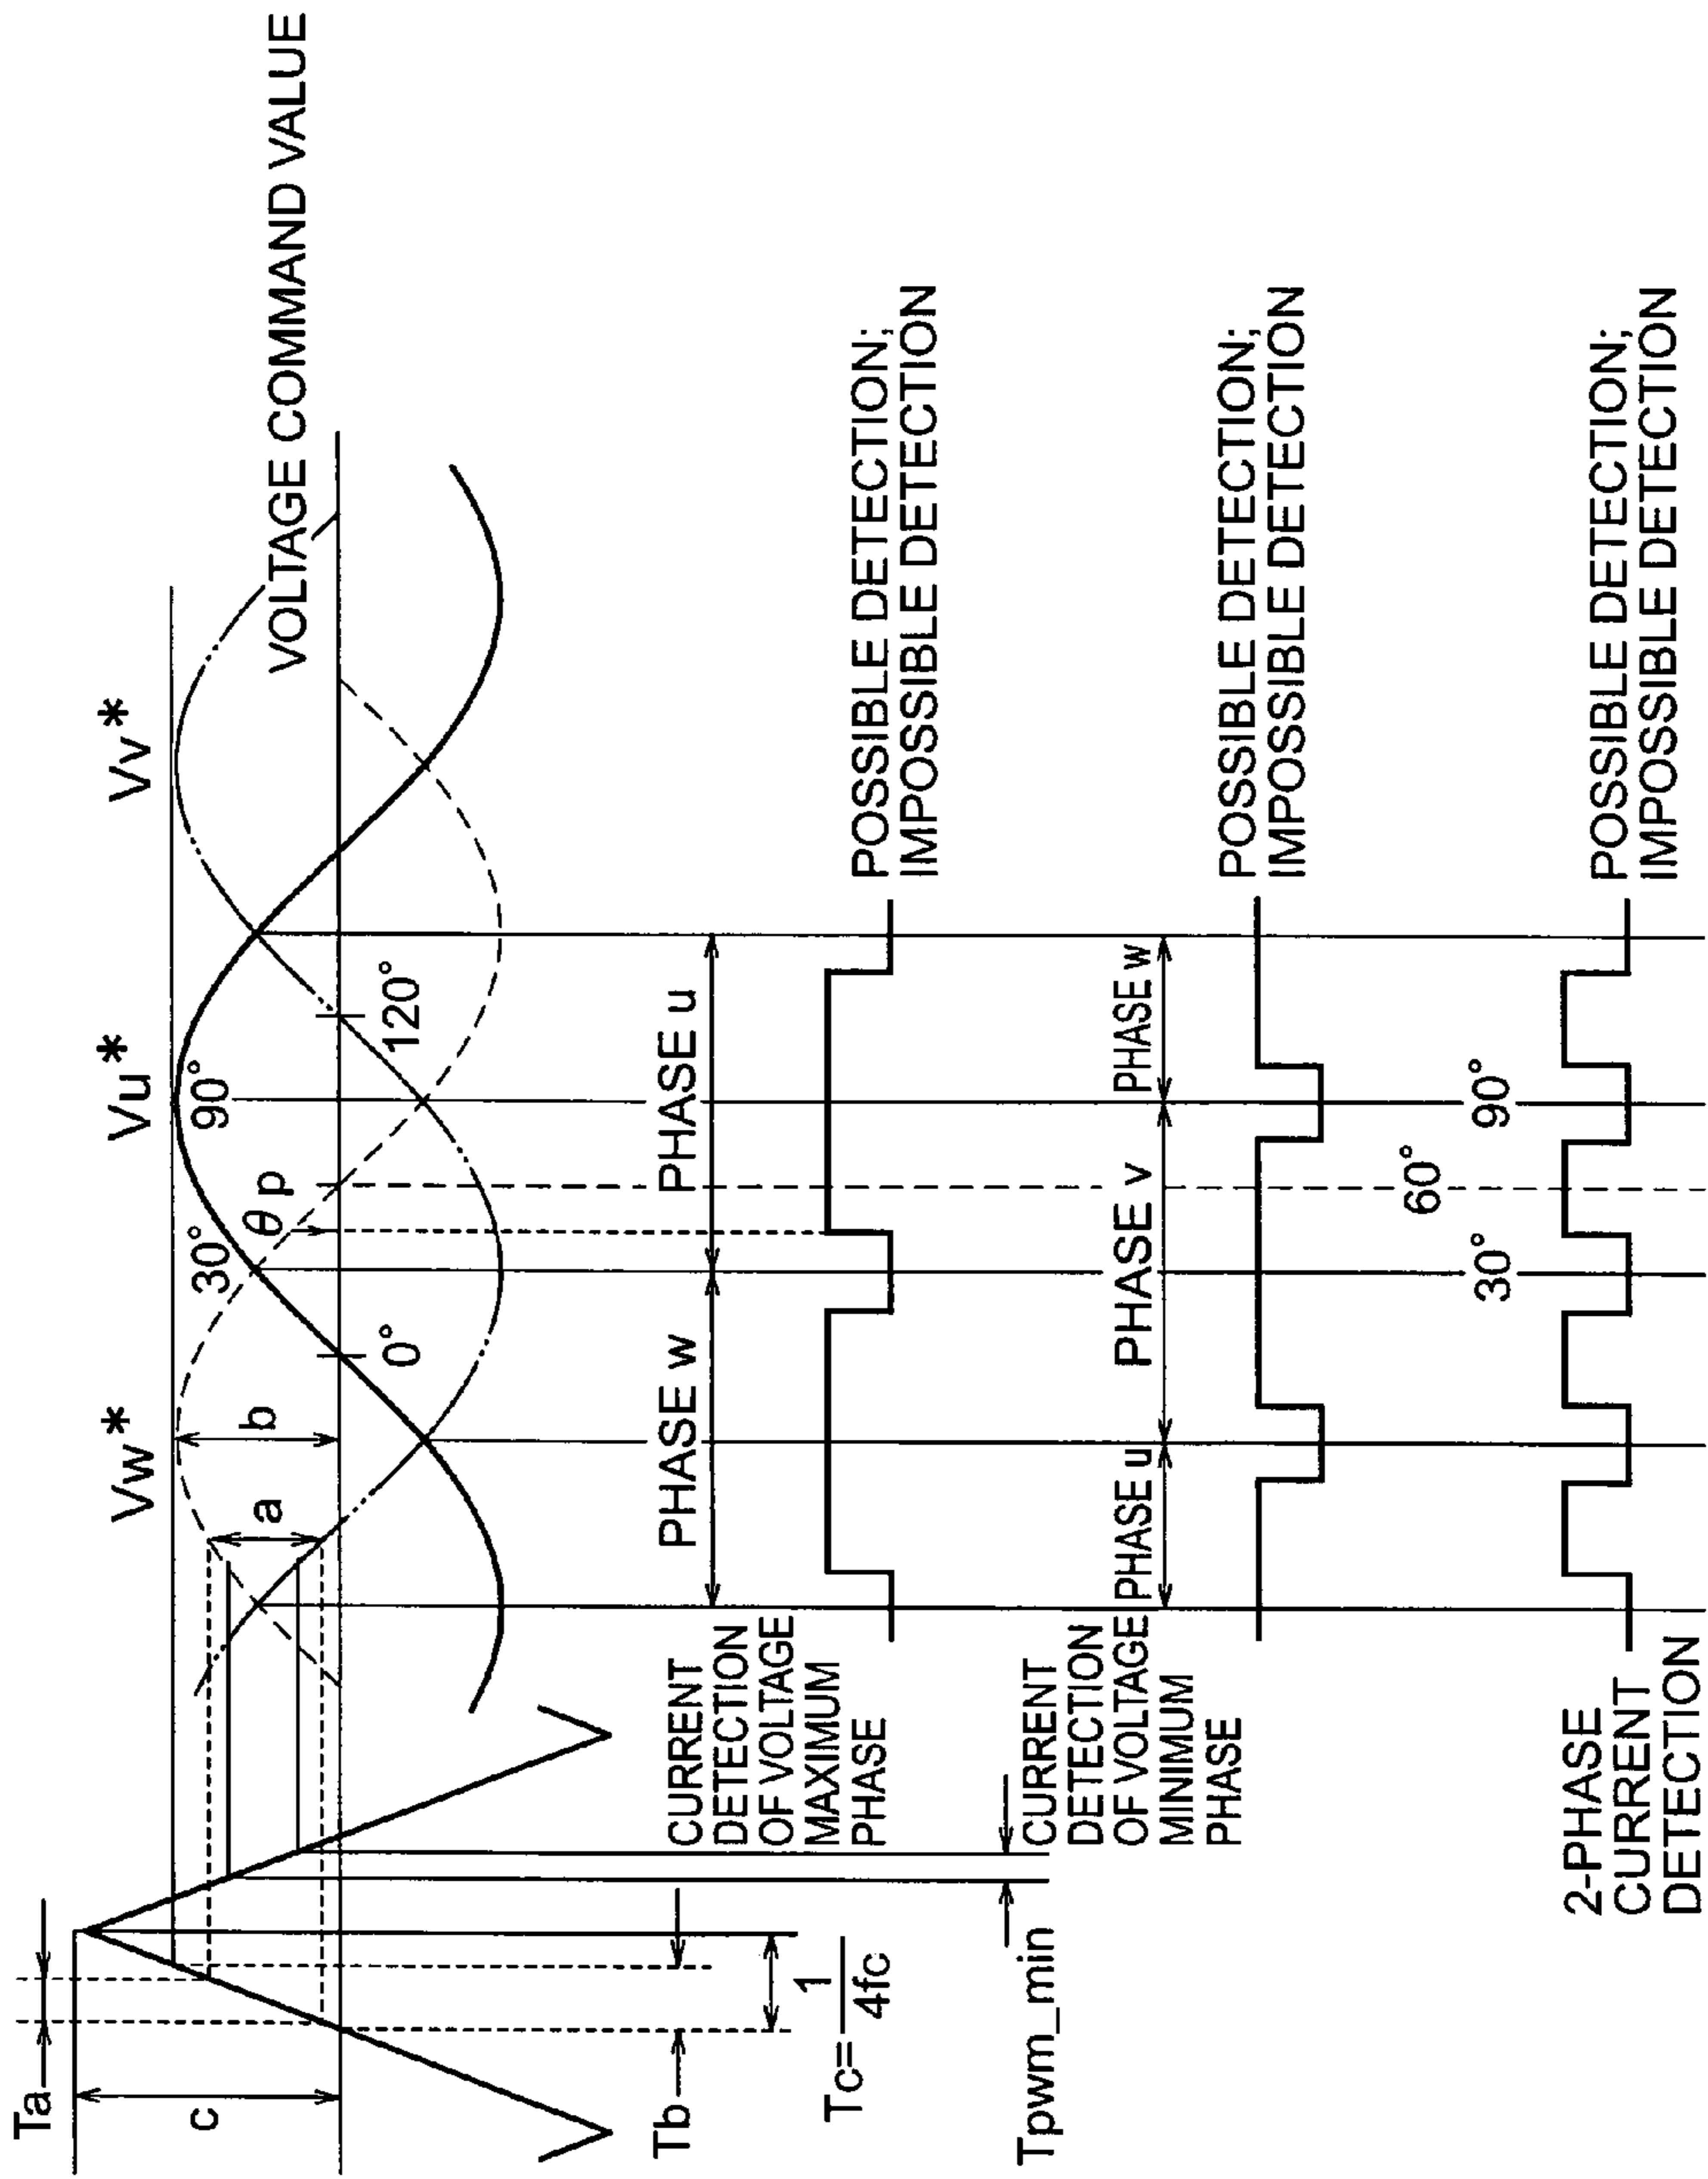 Ta
c
Tb
Tc=1/4fc
Tpwm_min
Vw*
Vu*
Vv*
VOLTAGE COMMAND VALUE
a
b
30°
θp
90°
0°
120°
CURRENT
DETECTION
OF VOLTAGE
MAXIMUM
PHASE
PHASE w
PHASE u
POSSIBLE DETECTION;
IMPOSSIBLE DETECTION
CURRENT
DETECTION
OF VOLTAGE
MINIMUM
PHASE
PHASE u
PHASE v
PHASE w
POSSIBLE DETECTION;
IMPOSSIBLE DETECTION
30°
60°
90°
2-PHASE
CURRENT
DETECTION
POSSIBLE DETECTION;
IMPOSSIBLE DETECTION